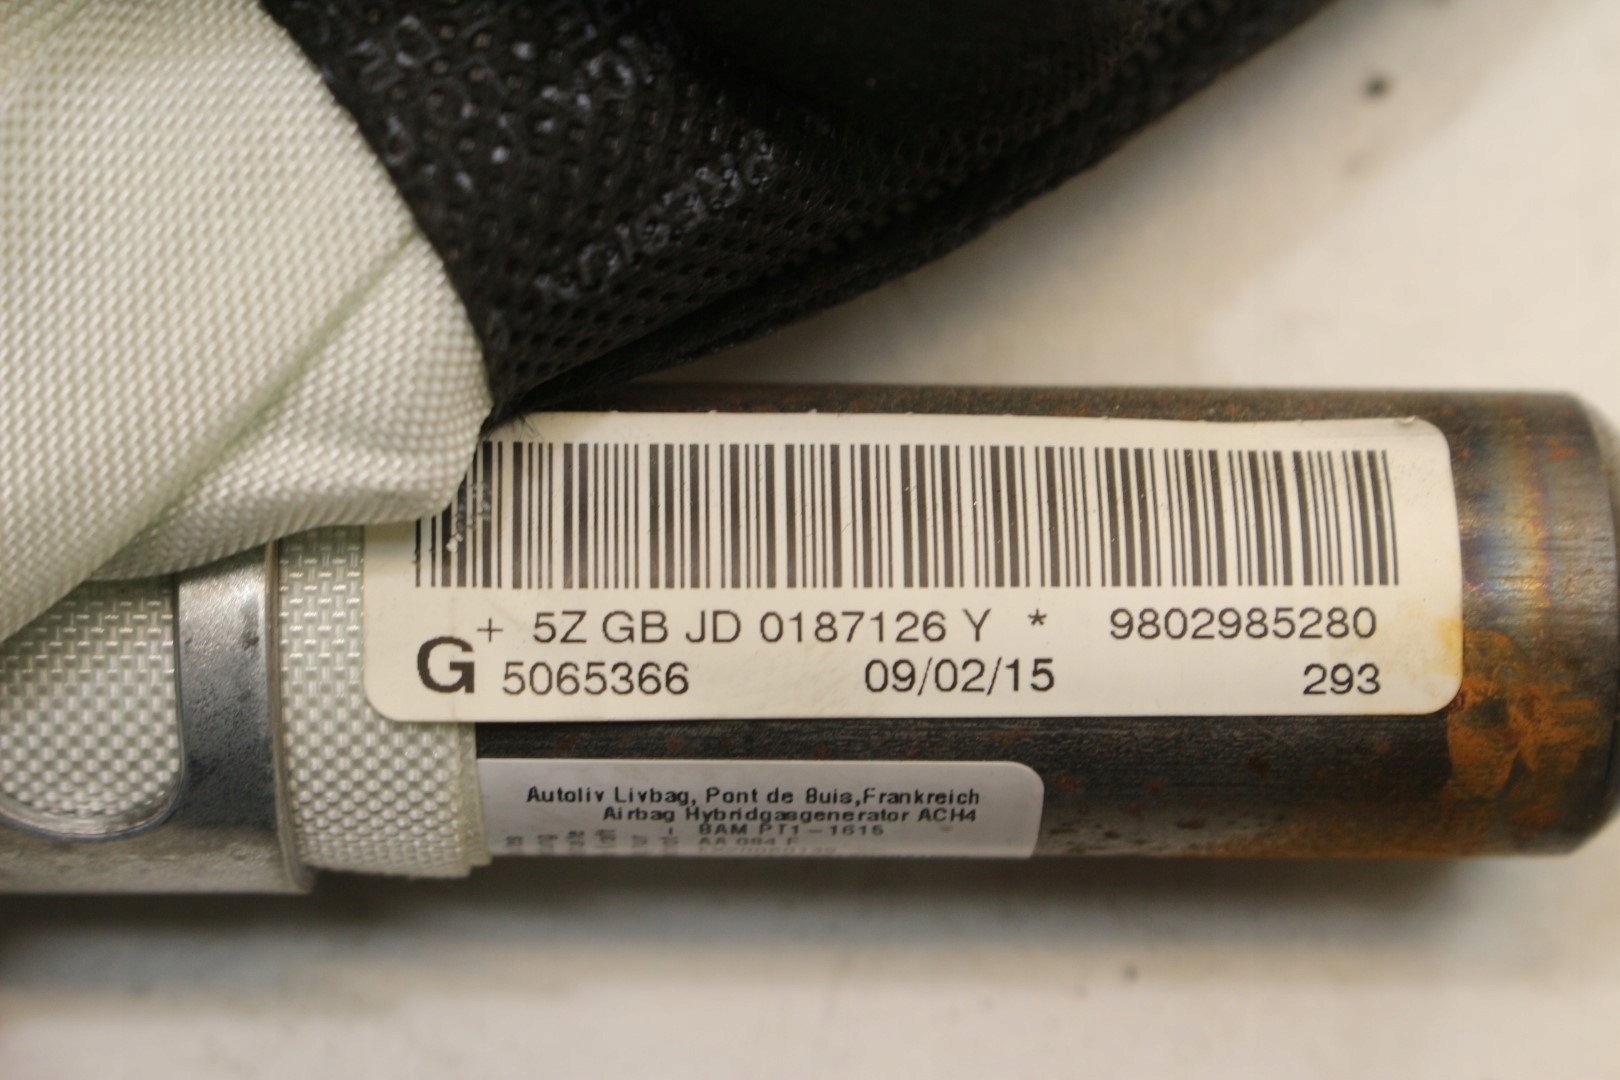 + 5Z GB JD 0187126 Y * 9802985280
G 5065366 09/02/15 293
Autoliv Livbag, Pont de Buis,Frankreich
Airbag Hybridgasgenerator ACH4
BAM PT1-1615